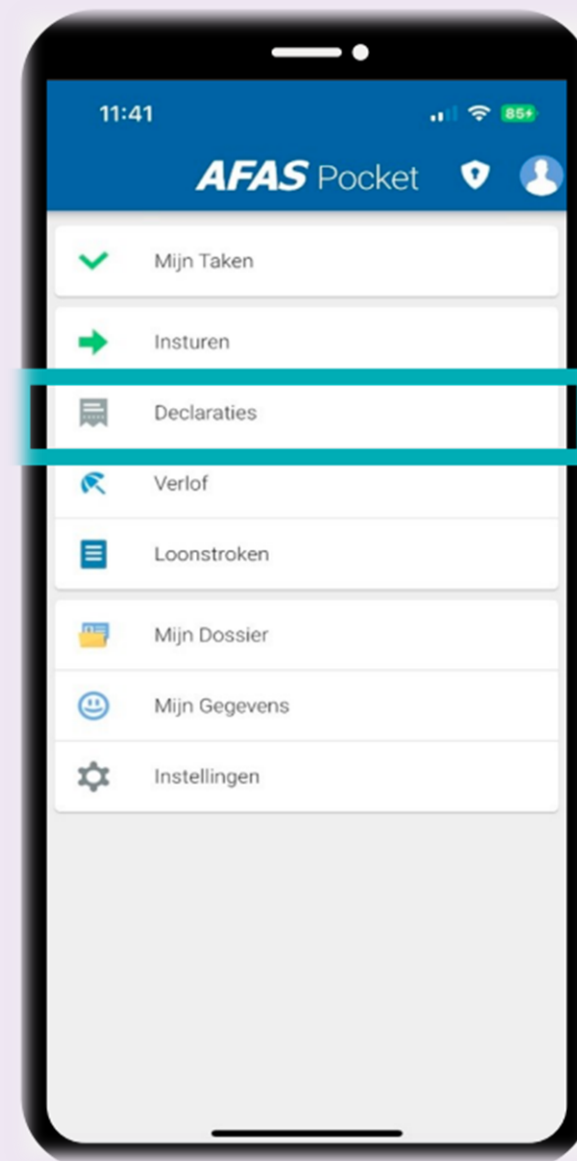 11:41
85
AFAS Pocket
Mijn Taken
Insturen
Declaraties
Verlof
Loonstroken
Mijn Dossier
Mijn Gegevens
Instellingen